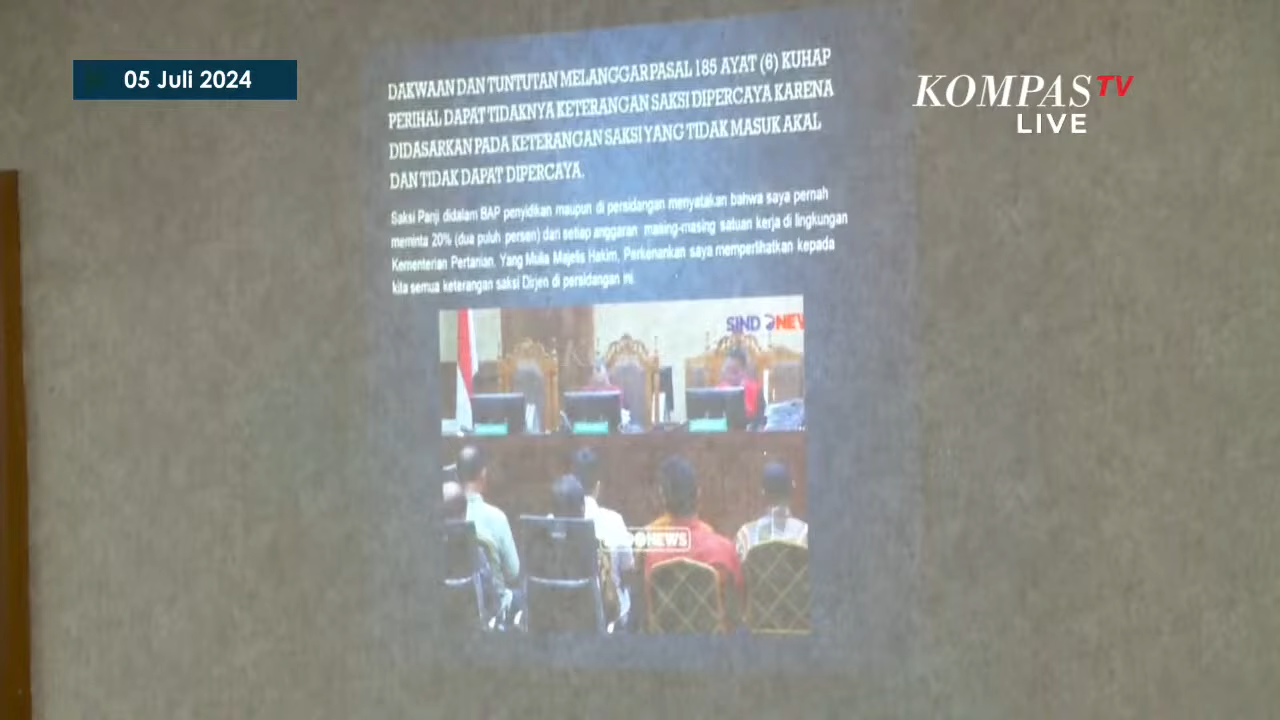 05 Juli 2024
KOMPAS TV
LIVE
DAKWAAN DAN TUNTUTAN MELANGGAR PASAL 185 AYAT (6) KUHAP
PERIHAL DAPAT TIDAKNYA KETERANGAN SAKSI DIPERCAYA KARENA
DIDASARKAN PADA KETERANGAN SAKSI YANG TIDAK MASUK AKAL
DAN TIDAK DAPAT DIPERCAYA.
Saksi Panji didalam BAP penyidikan maupun di persidangan menyatakan bahwa saya pernah
meminta 20% (dua puluh persen) dari setiap anggaran masing-masing satuan kerja di lingkungan
Kementerian Pertanian. Yang Mulia Majelis Hakim, Perkenankan saya memperlihatkan kepada
kita semua keterangan saksi Dirjen di persidangan ini.
SINDONEW
NEWS